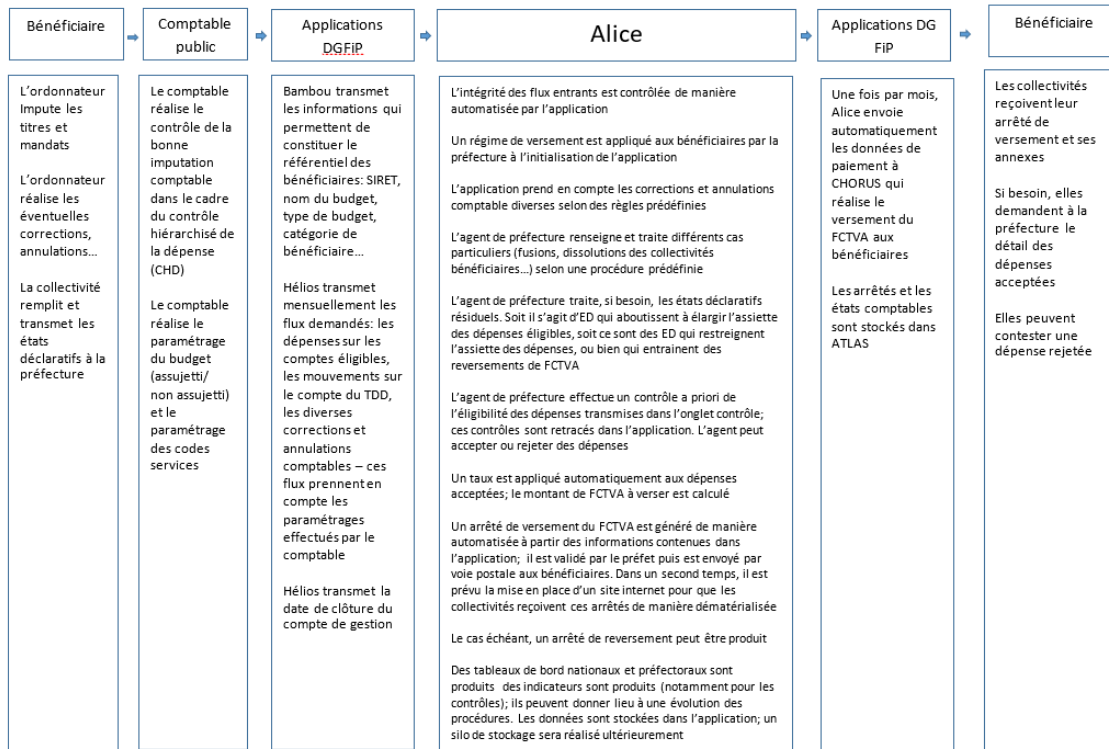 Bénéficiaire
Comptable
public
Applications
DGFiP
Alice
Applications DG
FiP
Bénéficiaire
L’ordonnateur
Impute les
titres et
mandats
L’ordonnateur
réalise les
éventuelles
corrections,
annulations…
La collectivité
remplit et
transmet les
états
déclaratifs à la
préfecture
Le comptable
réalise le
contrôle de la
bonne
imputation
comptable
dans le cadre
du contrôle
hiérarchisé de
la dépense
(CHD)
Le comptable
réalise le
paramétrage
du budget
(assujetti/
non assujetti)
et le
paramétrage
des codes
services
Bambou transmet
les informations qui
permettent de
constituer le
référentiel des
bénéficiaires: SIRET,
nom du budget,
type de budget,
catégorie de
bénéficiaire…
Hélios transmet
mensuellement les
flux demandés: les
dépenses sur les
comptes éligibles,
les mouvements sur
le compte du TDD,
les diverses
corrections et
annulations
comptables – ces
flux prennent en
compte les
paramétrages
effectués par le
comptable
Hélios transmet la
date de clôture du
compte de gestion
L’intégrité des flux entrants est contrôlée de manière
automatisée par l’application
Un régime de versement est appliqué aux bénéficiaires par la
préfecture à l’initialisation de l’application
L’application prend en compte les corrections et annulations
comptable diverses selon des règles prédéfinies
L’agent de préfecture renseigne et traite différents cas
particuliers (fusions, dissolutions des collectivités
bénéficiaires…) selon une procédure prédéfinie
L’agent de préfecture traite, si besoin, les états déclaratifs
résiduels. Soit il s’agit d’ED qui aboutissent à élargir l’assiette
des dépenses éligibles, soit ce sont des ED qui restreignent
l’assiette des dépenses, ou bien qui entrainent des
reversements de FCTVA
L’agent de préfecture effectue un contrôle a priori de
l’éligibilité des dépenses transmises dans l’onglet contrôle;
ces contrôles sont retracés dans l’application. L’agent peut
accepter ou rejeter des dépenses
Un taux est appliqué automatiquement aux dépenses
acceptées; le montant de FCTVA à verser est calculé
Un arrêté de versement du FCTVA est généré de manière
automatisée à partir des informations contenues dans
l’application; il est validé par le préfet puis est envoyé par
voie postale aux bénéficiaires. Dans un second temps, il est
prévu la mise en place d’un site internet pour que les
collectivités reçoivent ces arrêtés de manière dématérialisée
Le cas échéant, un arrêté de reversement peut être produit
Des tableaux de bord nationaux et préfectoraux sont
produits des indicateurs sont produits (notamment pour les
contrôles); ils peuvent donner lieu à une évolution des
procédures. Les données sont stockées dans l’application; un
silo de stockage sera réalisé ultérieurement
Une fois par mois,
Alice envoie
automatiquement
les données de
paiement à
CHORUS qui
réalise le
versement du
FCTVA aux
bénéficiaires
Les arrêtés et les
états comptables
sont stockés dans
ATLAS
Les collectivités
reçoivent leur
arrêté de
versement et ses
annexes
Si besoin, elles
demandent à la
préfecture le
détail des
dépenses
acceptées
Elles peuvent
contester une
dépense rejetée